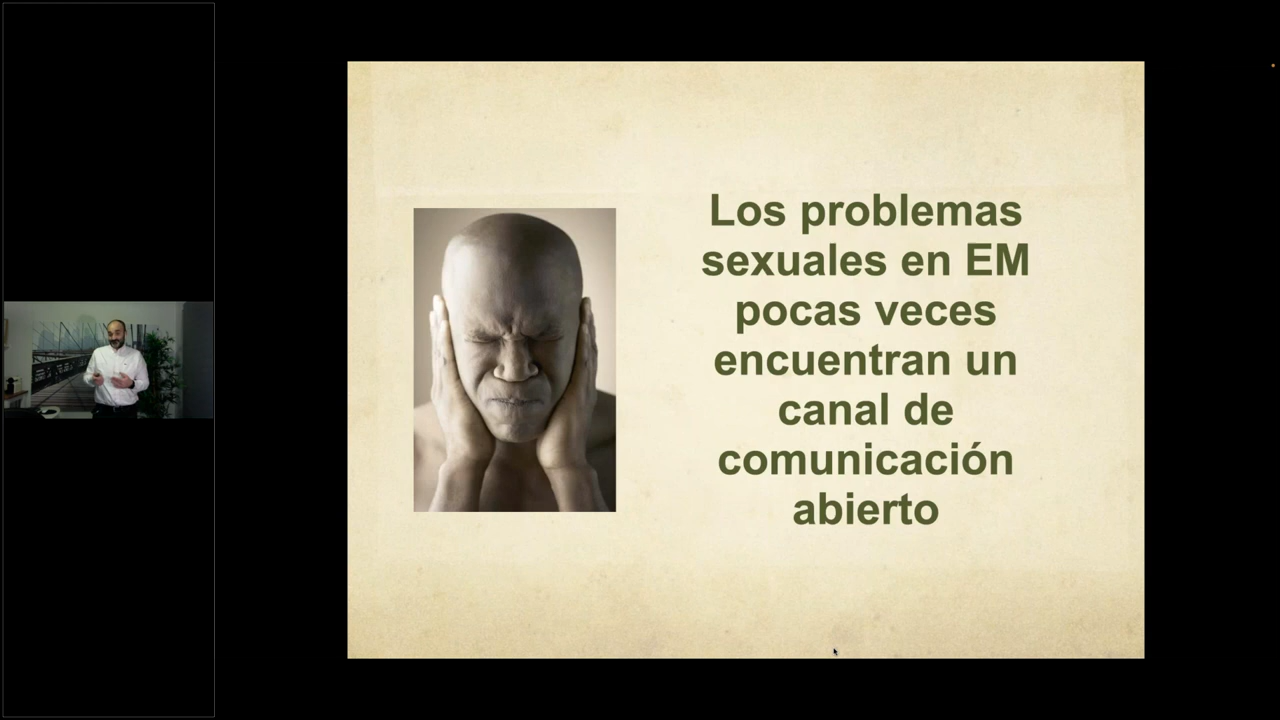 Los problemas
sexuales en EM
pocas veces
encuentran un
canal de
comunicación
abierto